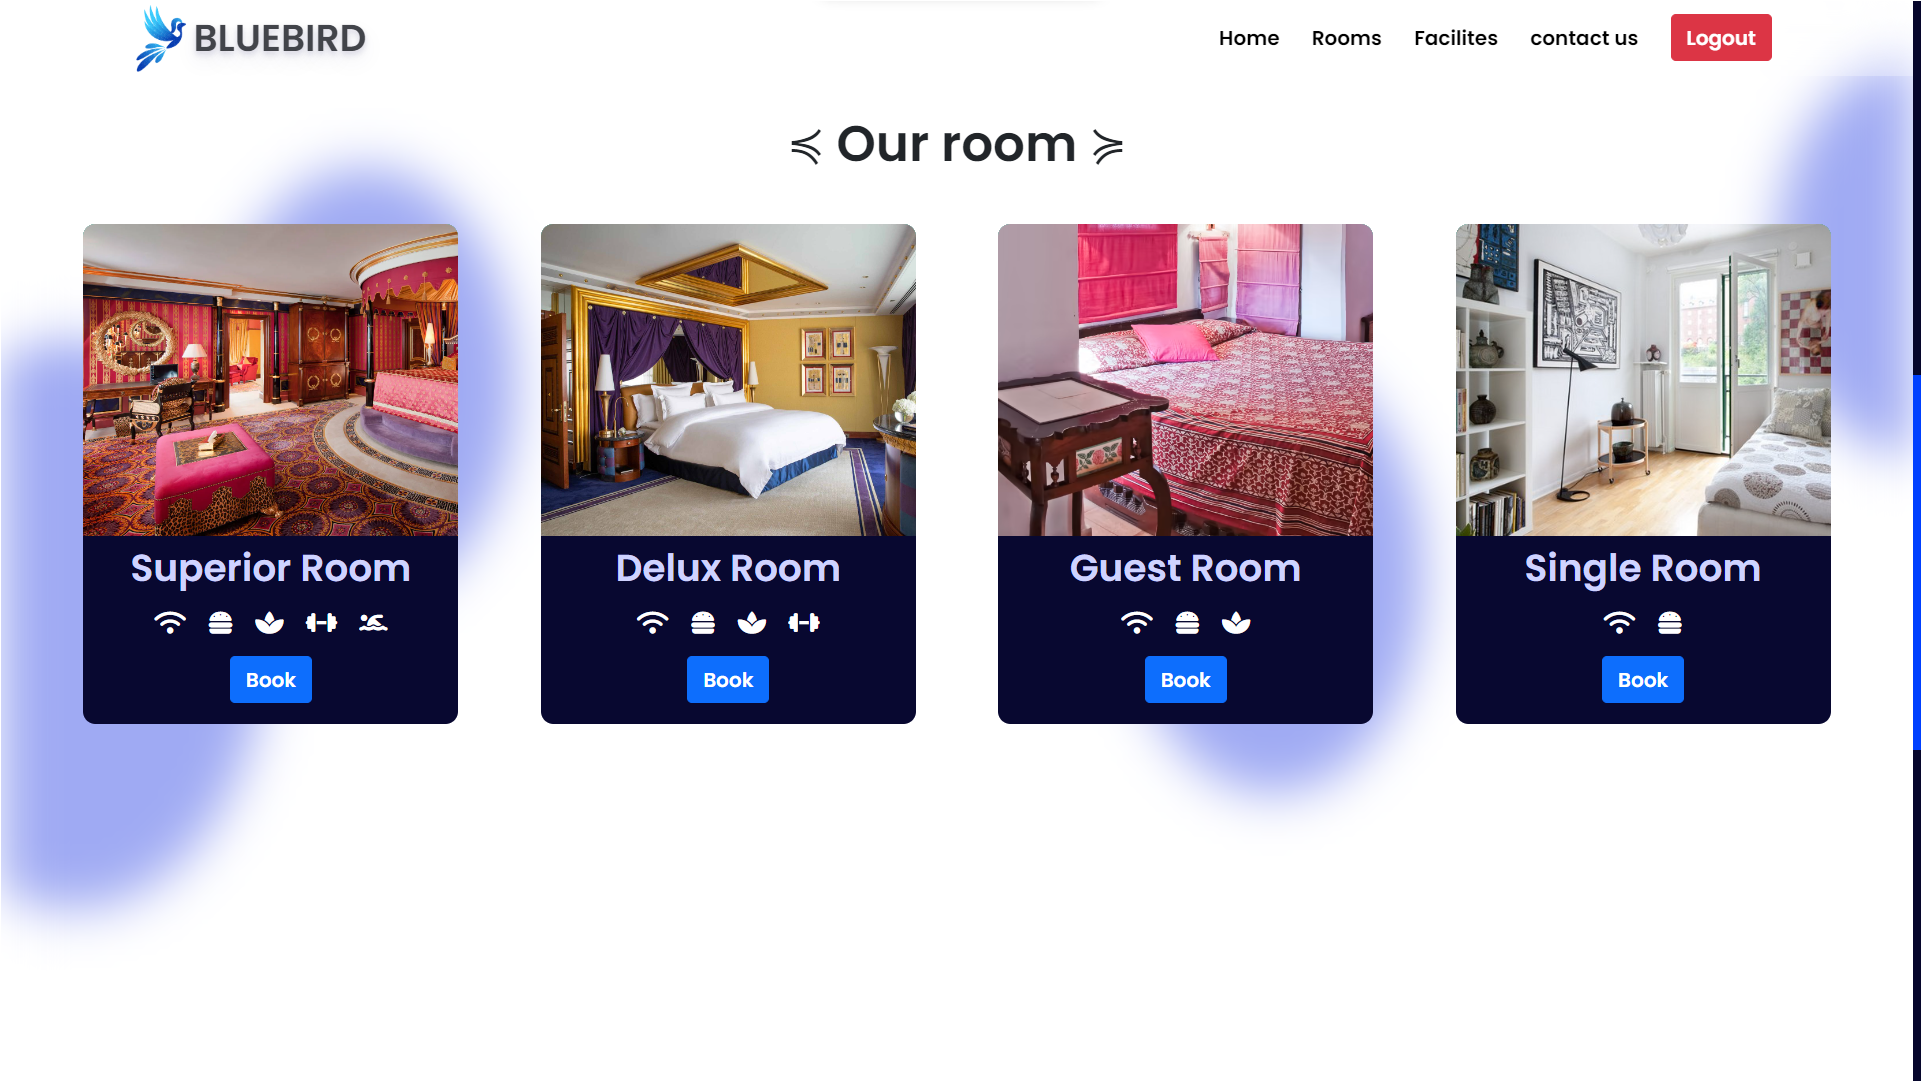 BLUEBIRD
Home Rooms Facilites contact us Logout
≼ Our room ≽
Superior Room
Book
Delux Room
Book
Guest Room
Book
Single Room
Book